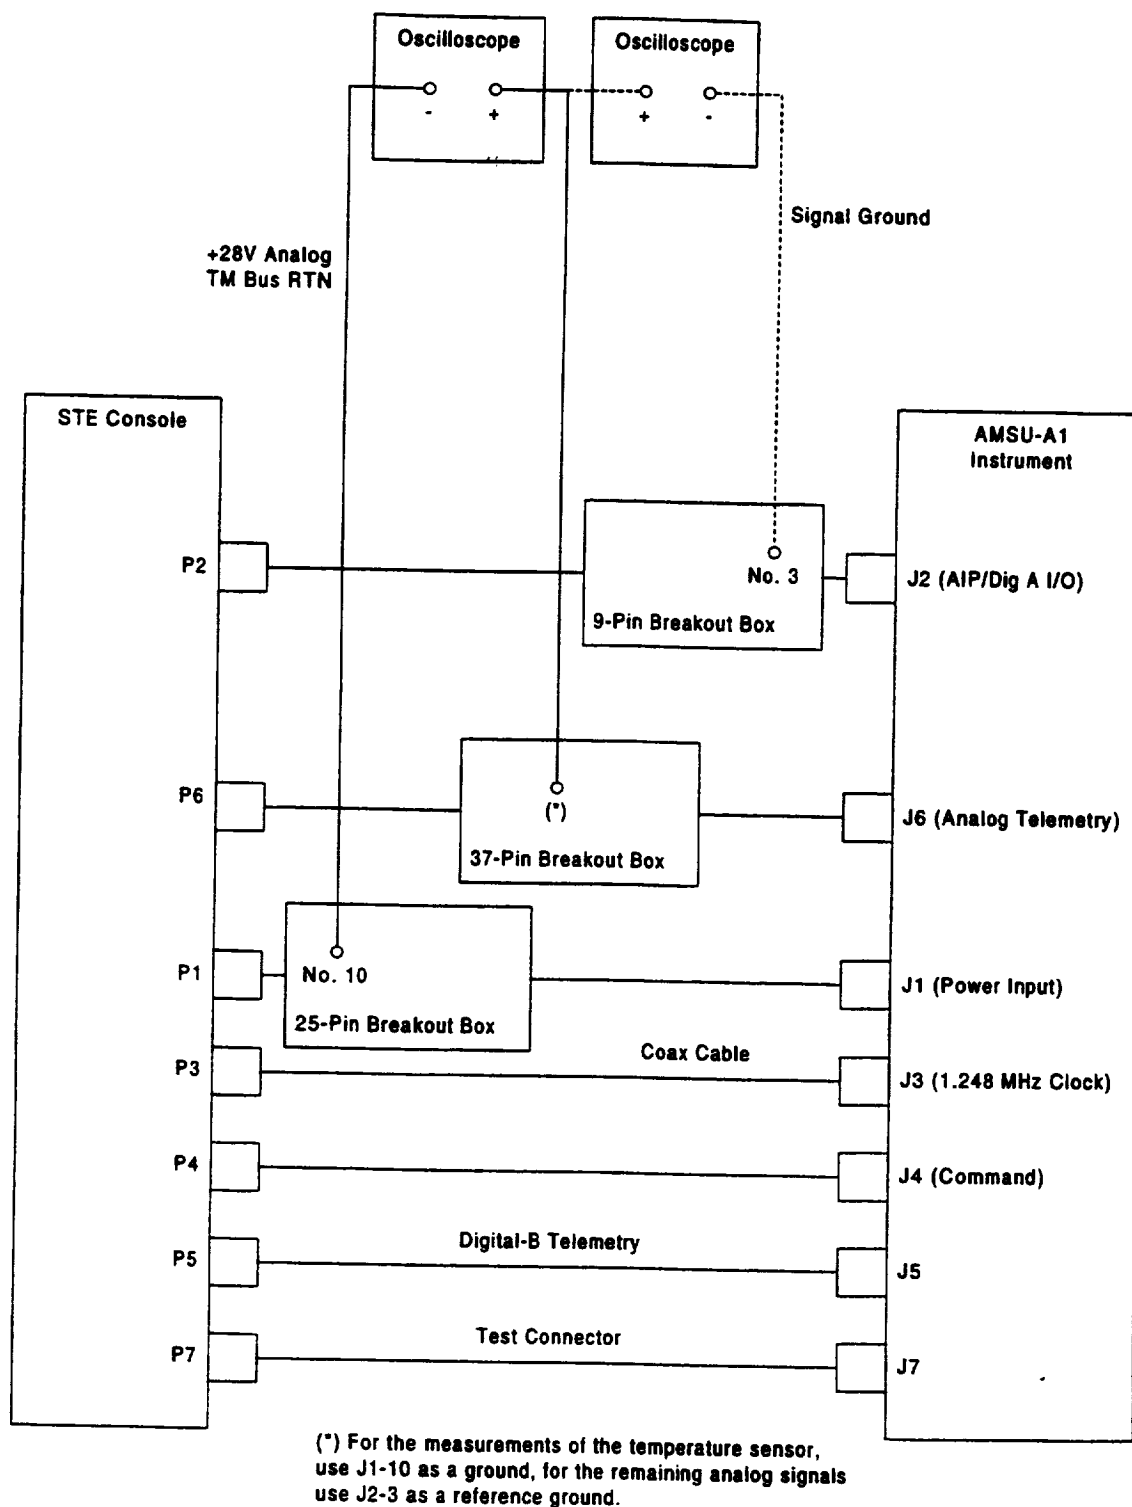 Oscilloscope
Oscilloscope
-
+
+
-
Signal Ground
+28V Analog
TM Bus RTN
STE Console
AMSU-A1
Instrument
P2
No. 3
J2 (AIP/Dig A I/O)
9-Pin Breakout Box
P6
(*)
J6 (Analog Telemetry)
37-Pin Breakout Box
P1
No. 10
J1 (Power Input)
25-Pin Breakout Box
Coax Cable
P3
J3 (1.248 MHz Clock)
P4
J4 (Command)
Digital-B Telemetry
P5
J5
Test Connector
P7
J7
(*) For the measurements of the temperature sensor,
use J1-10 as a ground, for the remaining analog signals
use J2-3 as a reference ground.